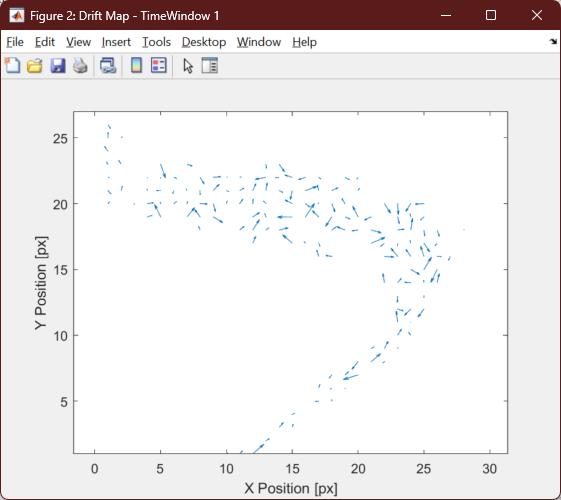 Figure 2: Drift Map - TimeWindow 1
File Edit View Insert Tools Desktop Window Help
25
20
15
10
5
Y Position [px]
0 5 10 15 20 25 30
X Position [px]